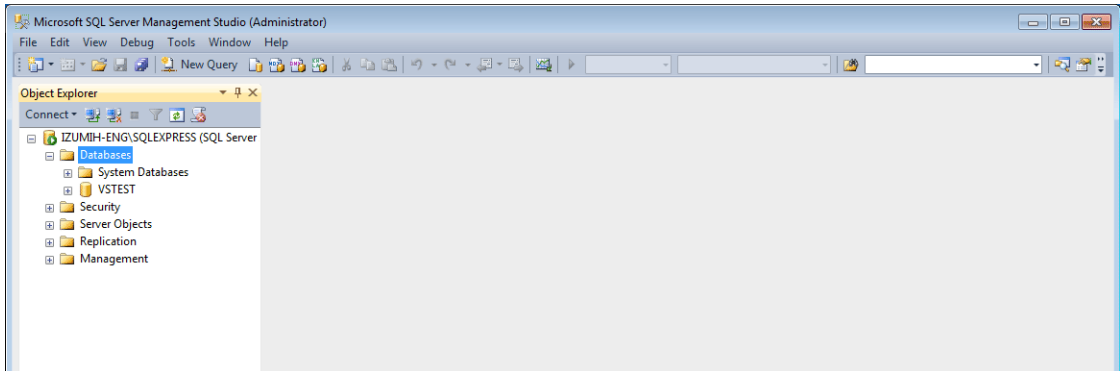 Microsoft SQL Server Management Studio (Administrator)
File Edit View Debug Tools Window Help
New Query
Object Explorer
Connect
IZUMIH-ENG\SQLEXPRESS (SQL Server
Databases
System Databases
VSTEST
Security
Server Objects
Replication
Management